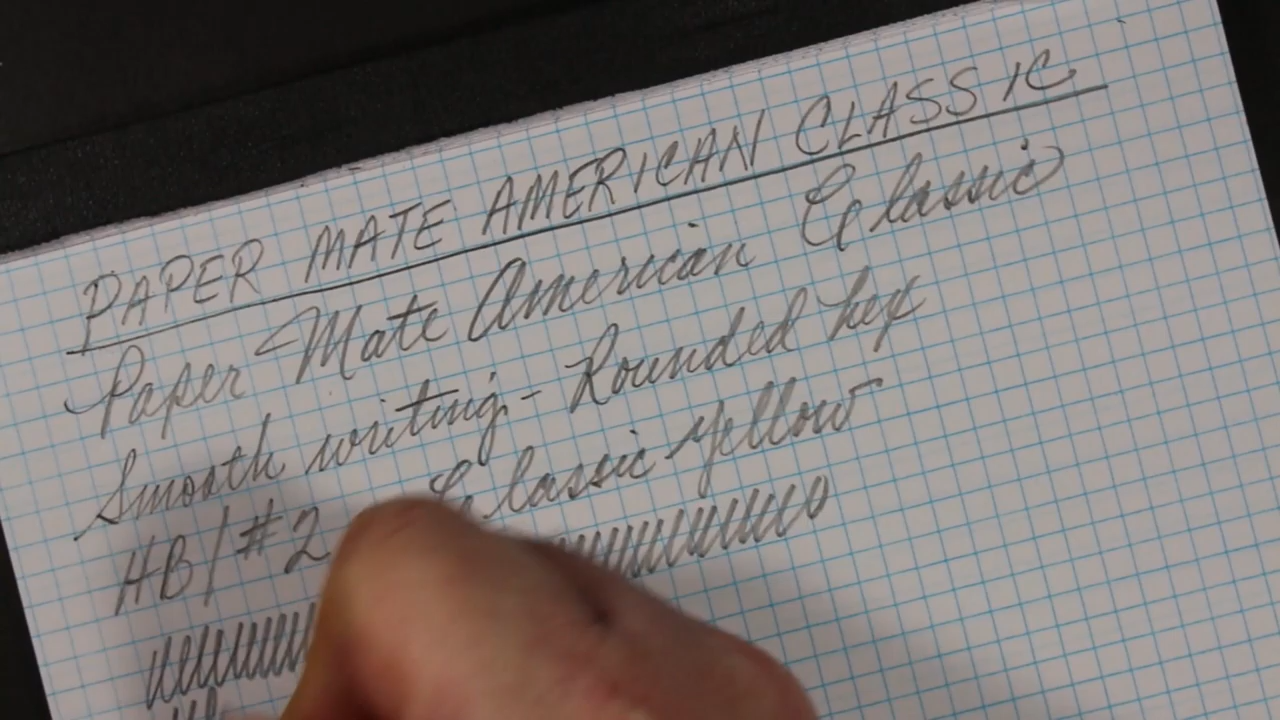 PAPER MATE AMERICAN CLASSIC
Paper Mate American Classic
Smooth writing - Rounded hex
HB/#2 Classic yellow